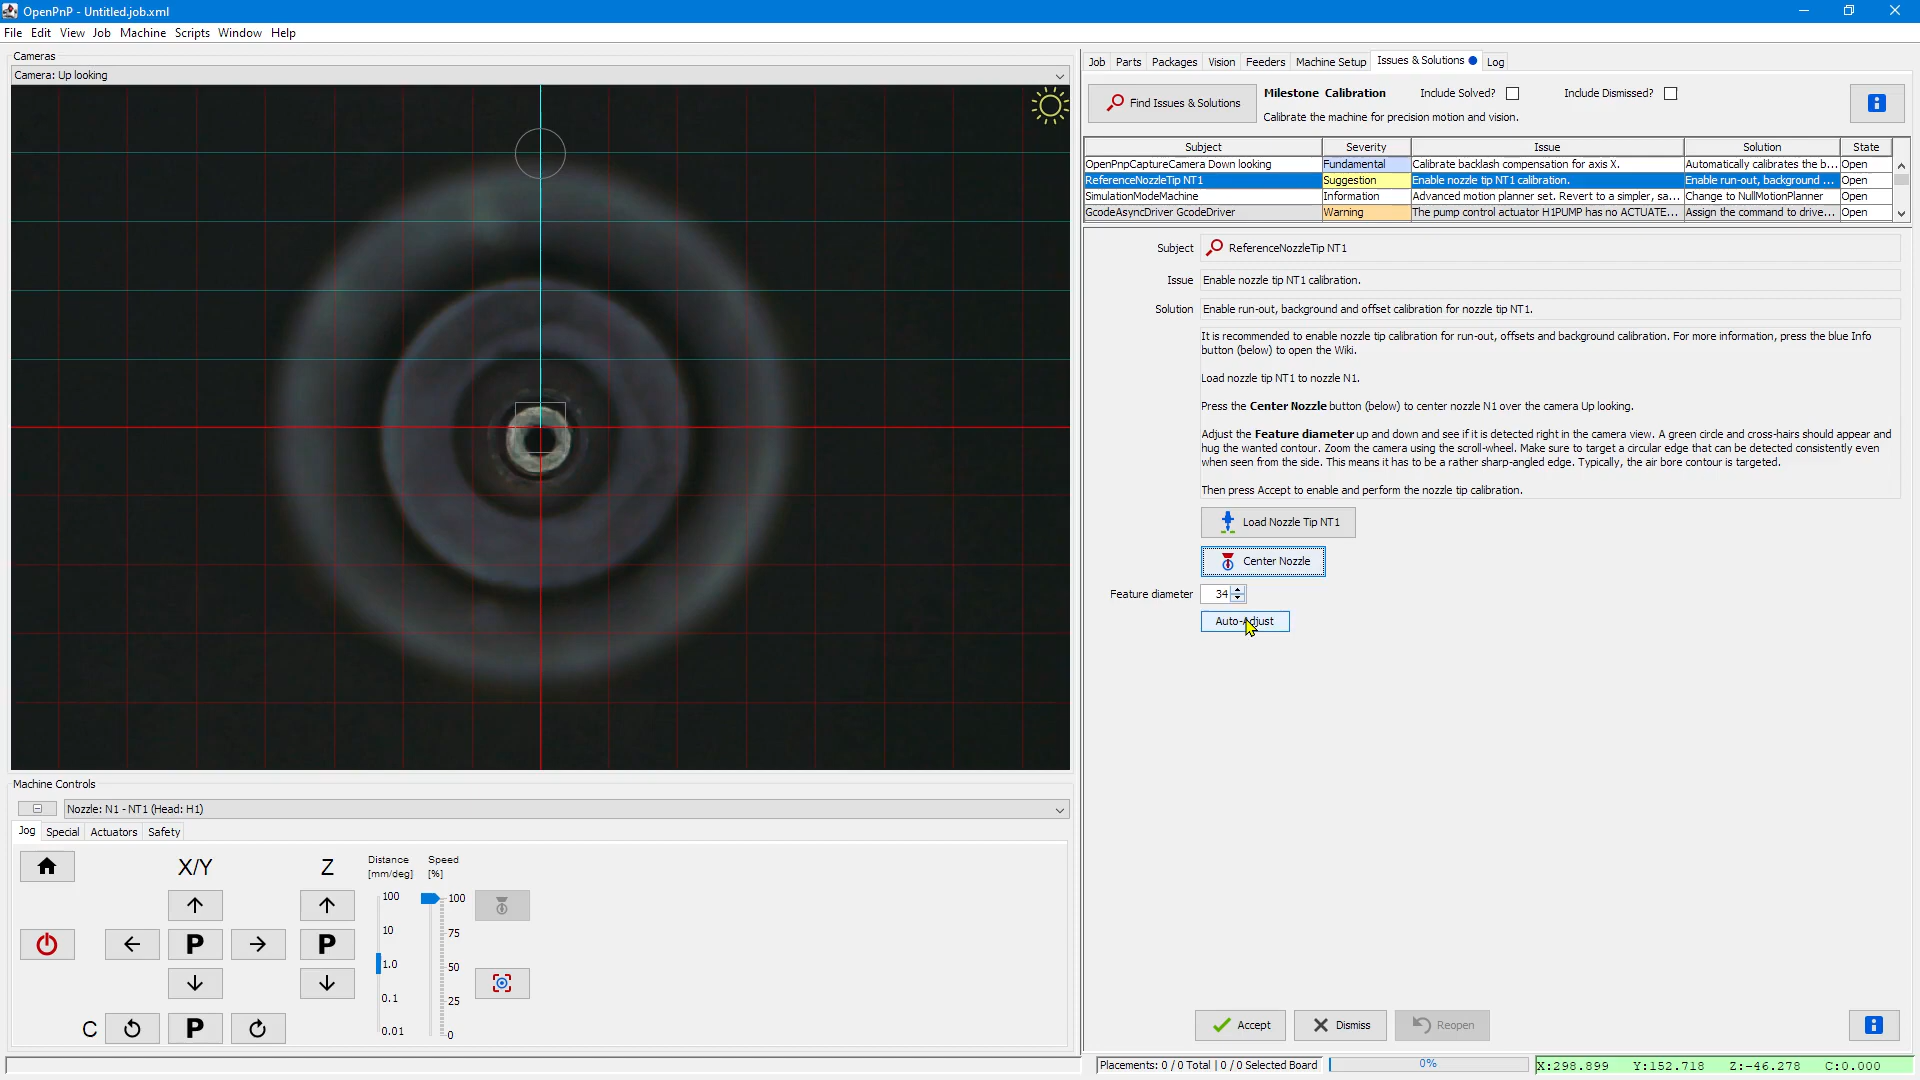 OpenPnP - Untitled.job.xml
File Edit View Job Machine Scripts Window Help
Cameras
Camera: Up looking
Job Parts Packages Vision Feeders Machine Setup Issues & Solutions Log
Find Issues & Solutions
Milestone Calibration
Include Solved?
Include Dismissed?
Calibrate the machine for precision motion and vision.
Subject Severity Issue Solution State
OpenPnpCaptureCamera Down looking Fundamental Calibrate backlash compensation for axis X. Automatically calibrates the b... Open
ReferenceNozzleTip NT1 Suggestion Enable nozzle tip NT1 calibration. Enable run-out, background ... Open
SimulationModeMachine Information Advanced motion planner set. Revert to a simpler, sa... Change to NullMotionPlanner Open
GcodeAsyncDriver GcodeDriver Warning The pump control actuator H1PUMP has no ACTUATE... Assign the command to drive... Open
Subject ReferenceNozzleTip NT1
Issue Enable nozzle tip NT1 calibration.
Solution Enable run-out, background and offset calibration for nozzle tip NT1.
It is recommended to enable nozzle tip calibration for run-out, offsets and background calibration. For more information, press the blue Info
button (below) to open the Wiki.
Load nozzle tip NT1 to nozzle N1.
Press the Center Nozzle button (below) to center nozzle N1 over the camera Up looking.
Adjust the Feature diameter up and down and see if it is detected right in the camera view. A green circle and cross-hairs should appear and
hug the wanted contour. Zoom the camera using the scroll-wheel. Make sure to target a circular edge that can be detected consistently even
when seen from the side. This means it has to be a rather sharp-angled edge. Typically, the air bore contour is targeted.
Then press Accept to enable and perform the nozzle tip calibration.
Load Nozzle Tip NT1
Center Nozzle
Feature diameter 34
Auto-Adjust
Accept Dismiss Reopen
Machine Controls
Nozzle: N1 - NT1 (Head: H1)
Jog Special Actuators Safety
X/Y Z
Distance Speed
[mm/deg] [%]
100 100
10 75
1.0 50
0.1 25
0.01 0
P P
C P
Placements: 0 / 0 Total | 0 / 0 Selected Board 0% X:298.899 Y:152.718 Z:-46.278 C:0.000